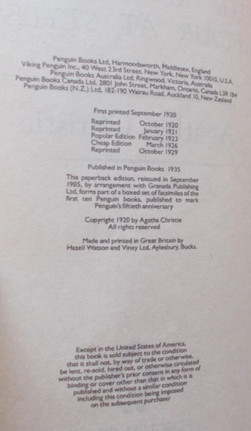 Penguin Books Ltd, Harmondsworth, Middlesex, England
Viking Penguin Inc., 40 West 23rd Street, New York, New York 10010, U.S.A.
Penguin Books Australia Ltd, Ringwood, Victoria, Australia
Penguin Books Canada Ltd, 2801 John Street, Markham, Ontario, Canada L3R 1B4
Penguin Books (N.Z.) Ltd, 182-190 Wairau Road, Auckland 10, New Zealand
First printed September 1920
Reprinted October 1920
Reprinted January 1921
Popular Edition February 1922
Cheap Edition March 1926
Reprinted October 1929
Published in Penguin Books 1935
This paperback edition, reissued in September
1985, by arrangement with Granada Publishing
Ltd, forms part of a boxed set of facsimiles of the
first ten Penguin books, published to mark
Penguin's fiftieth anniversary
Copyright 1920 by Agatha Christie
All rights reserved
Made and printed in Great Britain by
Hazell Watson and Viney Ltd, Aylesbury, Bucks.
Except in the United States of America,
this book is sold subject to the condition
that it shall not, by way of trade or otherwise,
be lent, re-sold, hired out, or otherwise circulated
without the publisher's prior consent in any form of
binding or cover other than that in which it is
published and without a similar condition
including this condition being imposed
on the subsequent purchaser